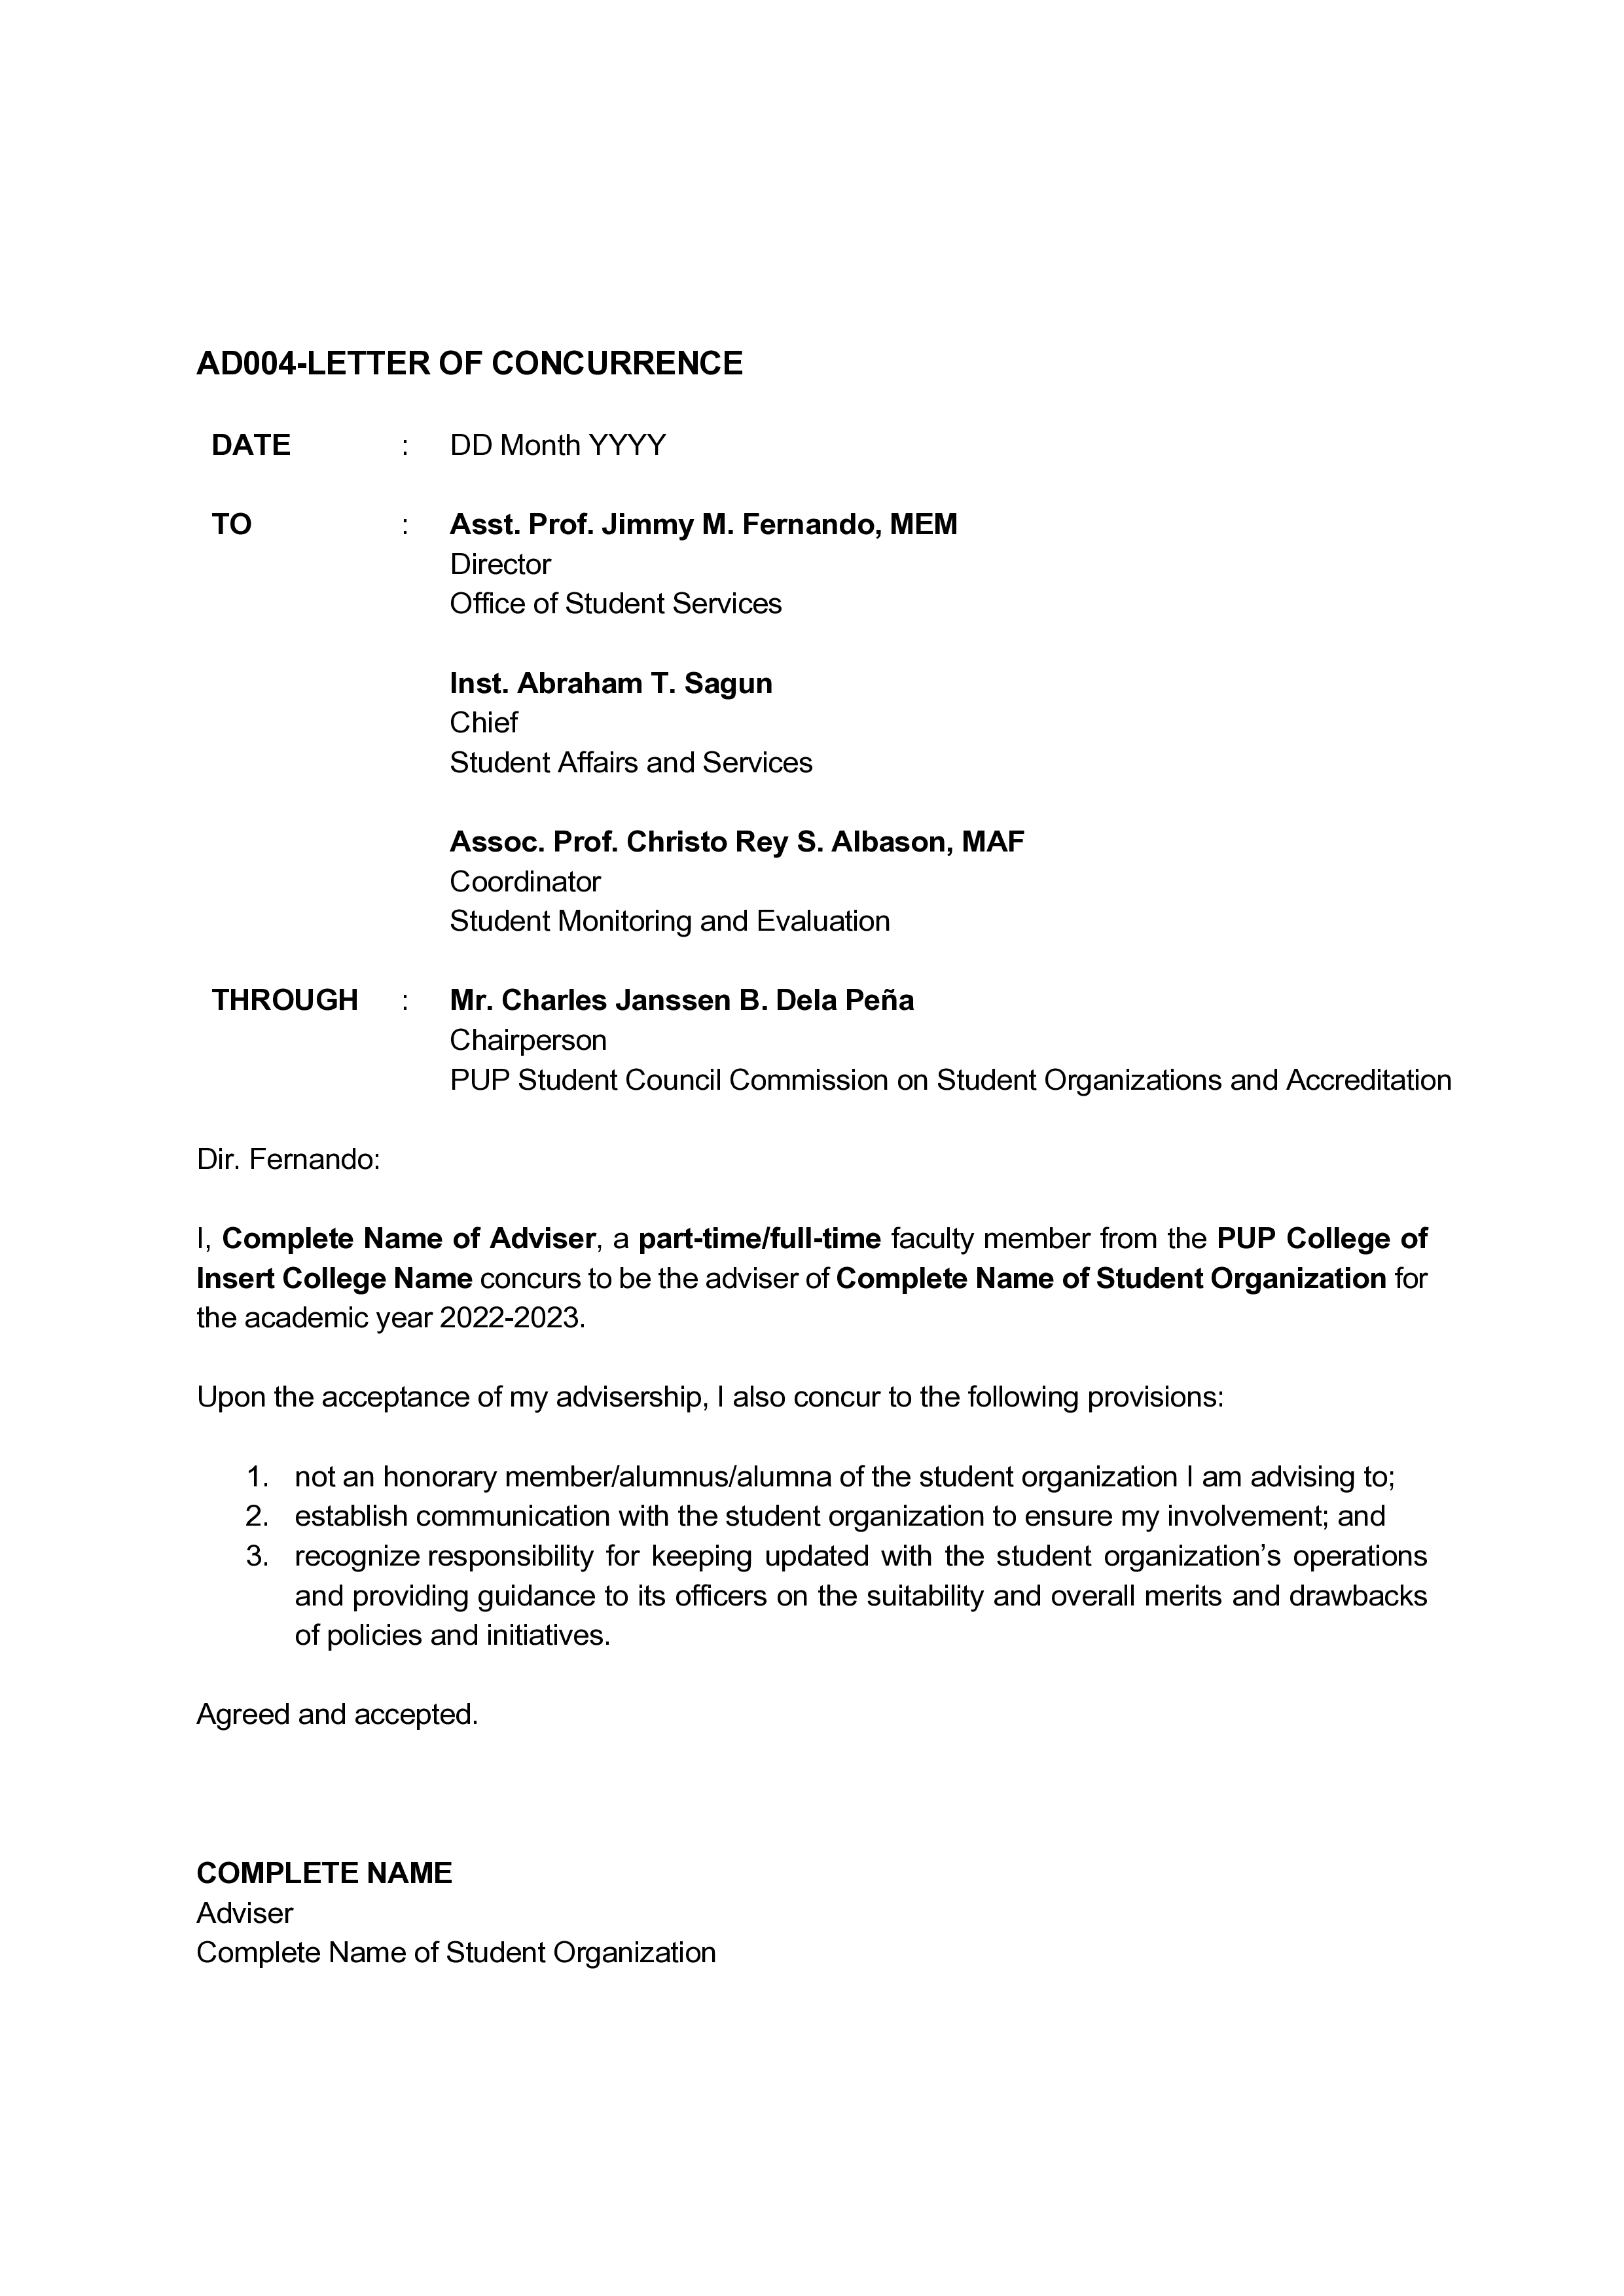 AD004-LETTER OF CONCURRENCE
DATE : DD Month YYYY
TO : Asst. Prof. Jimmy M. Fernando, MEM
Director
Office of Student Services
Inst. Abraham T. Sagun
Chief
Student Affairs and Services
Assoc. Prof. Christo Rey S. Albason, MAF
Coordinator
Student Monitoring and Evaluation
THROUGH : Mr. Charles Janssen B. Dela Peña
Chairperson
PUP Student Council Commission on Student Organizations and Accreditation
Dir. Fernando:
I, Complete Name of Adviser, a part-time/full-time faculty member from the PUP College of
Insert College Name concurs to be the adviser of Complete Name of Student Organization for
the academic year 2022-2023.
Upon the acceptance of my advisership, I also concur to the following provisions:
1. not an honorary member/alumnus/alumna of the student organization I am advising to;
2. establish communication with the student organization to ensure my involvement; and
3. recognize responsibility for keeping updated with the student organization’s operations
and providing guidance to its officers on the suitability and overall merits and drawbacks
of policies and initiatives.
Agreed and accepted.
COMPLETE NAME
Adviser
Complete Name of Student Organization